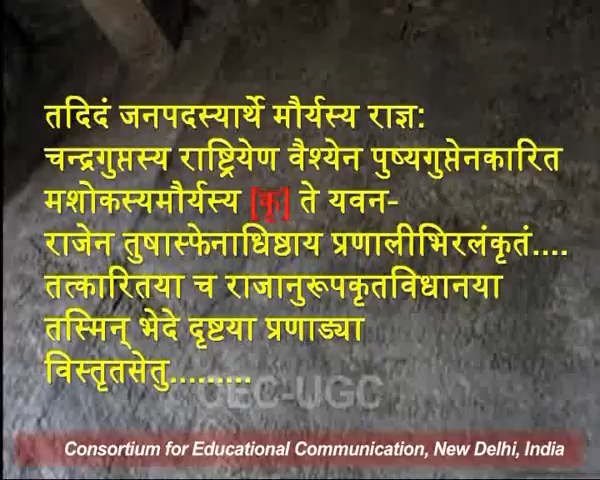 तदिदं जनपदस्यार्थे मौर्यस्य राज्ञ:
चन्द्रगुप्तस्य राष्ट्रियेण वैश्येन पुष्यगुप्तेनकारित
मशोकस्यमौर्यस्य [कृ] ते यवन-
राजेन तुषास्फेनाधिष्ठाय प्रणालीभिरलंकृतं....
तत्कारितया च राजानुरूपकृतविधानया
तस्मिन् भेदे दृष्टया प्रणाड्या
विस्तृतसेतु.........
CEC-UGC
Consortium for Educational Communication, New Delhi, India